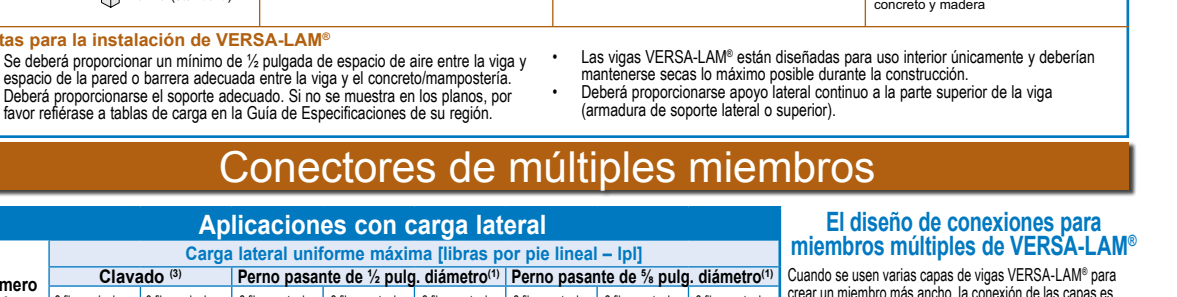 concreto y madera
tas para la instalación de VERSA-LAM®
Se deberá proporcionar un mínimo de ½ pulgada de espacio de aire entre la viga y
espacio de la pared o barrera adecuada entre la viga y el concreto/mampostería.
Deberá proporcionarse el soporte adecuado. Si no se muestra en los planos, por
favor refiérase a tablas de carga en la Guía de Especificaciones de su región.
• Las vigas VERSA-LAM® están diseñadas para uso interior únicamente y deberían
mantenerse secas lo máximo posible durante la construcción.
• Deberá proporcionarse apoyo lateral continuo a la parte superior de la viga
(armadura de soporte lateral o superior).
Conectores de múltiples miembros
Aplicaciones con carga lateral
Carga lateral uniforme máxima [libras por pie lineal – lpl]
mero
Clavado (3)
Perno pasante de ½ pulg. diámetro(1)
Perno pasante de ⅝ pulg. diámetro(1)
El diseño de conexiones para
miembros múltiples de VERSA-LAM®
Cuando se usen varias capas de vigas VERSA-LAM® para
crear un miembro más ancho, la conexión de las capas es